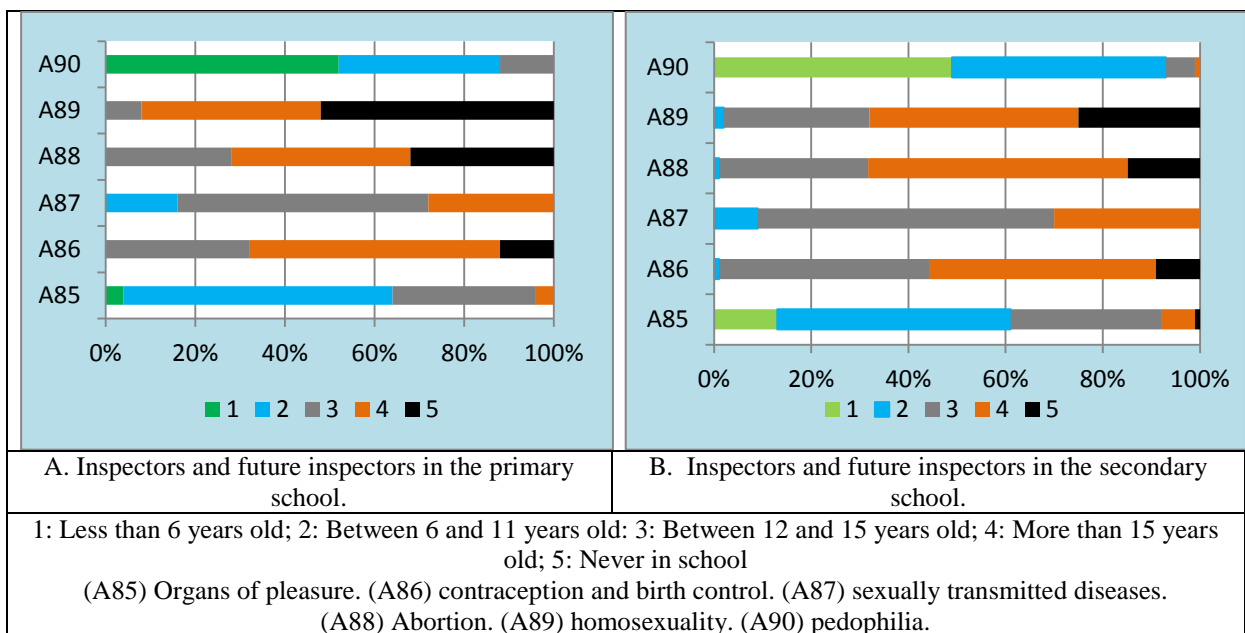 A90
A89
A88
A87
A86
A85
0% 20% 40% 60% 80% 100%
1 2 3 4 5
A90
A89
A88
A87
A86
A85
0% 20% 40% 60% 80% 100%
1 2 3 4 5
A. Inspectors and future inspectors in the primary
school.
B. Inspectors and future inspectors in the secondary
school.
1: Less than 6 years old; 2: Between 6 and 11 years old: 3: Between 12 and 15 years old; 4: More than 15 years
old; 5: Never in school
(A85) Organs of pleasure. (A86) contraception and birth control. (A87) sexually transmitted diseases.
(A88) Abortion. (A89) homosexuality. (A90) pedophilia.